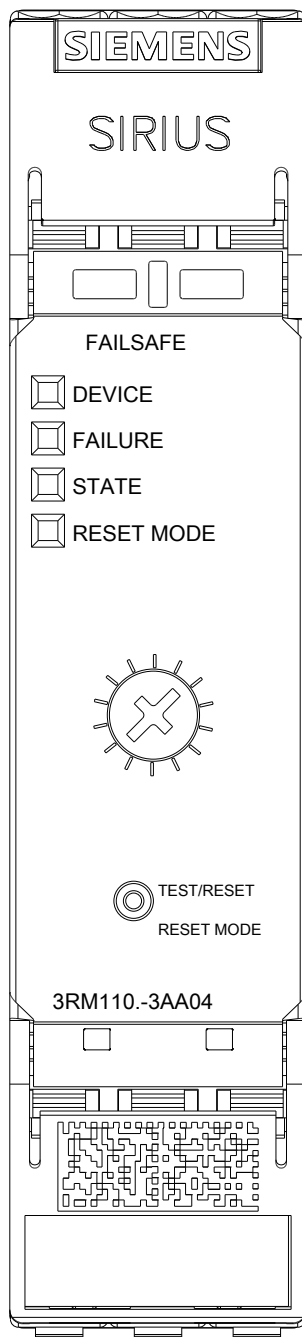 SIEMENS
SIRIUS
FAILSAFE
DEVICE
FAILURE
STATE
RESET MODE
TEST/RESET
RESET MODE
3RM110.-3AA04